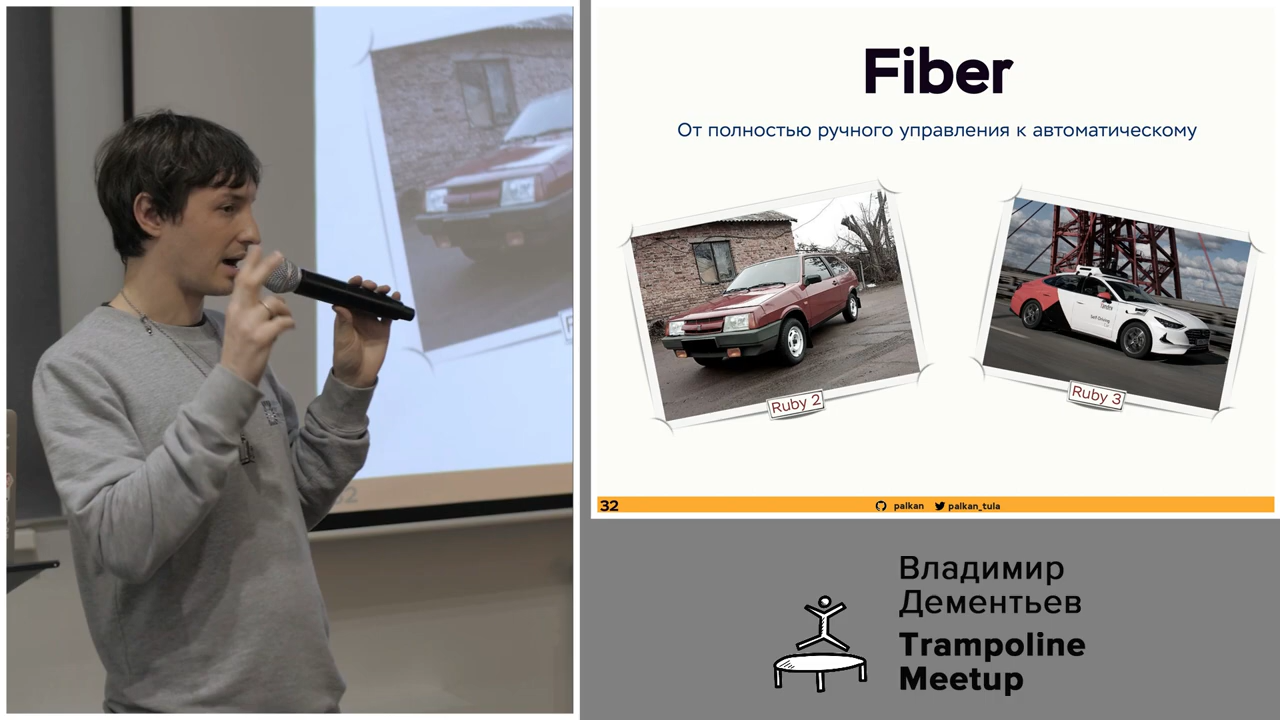 Fiber
От полностью ручного управления к автоматическому
Ruby 2
Ruby 3
32
palkan
palkan_tula
Владимир
Дементьев
Trampoline
Meetup